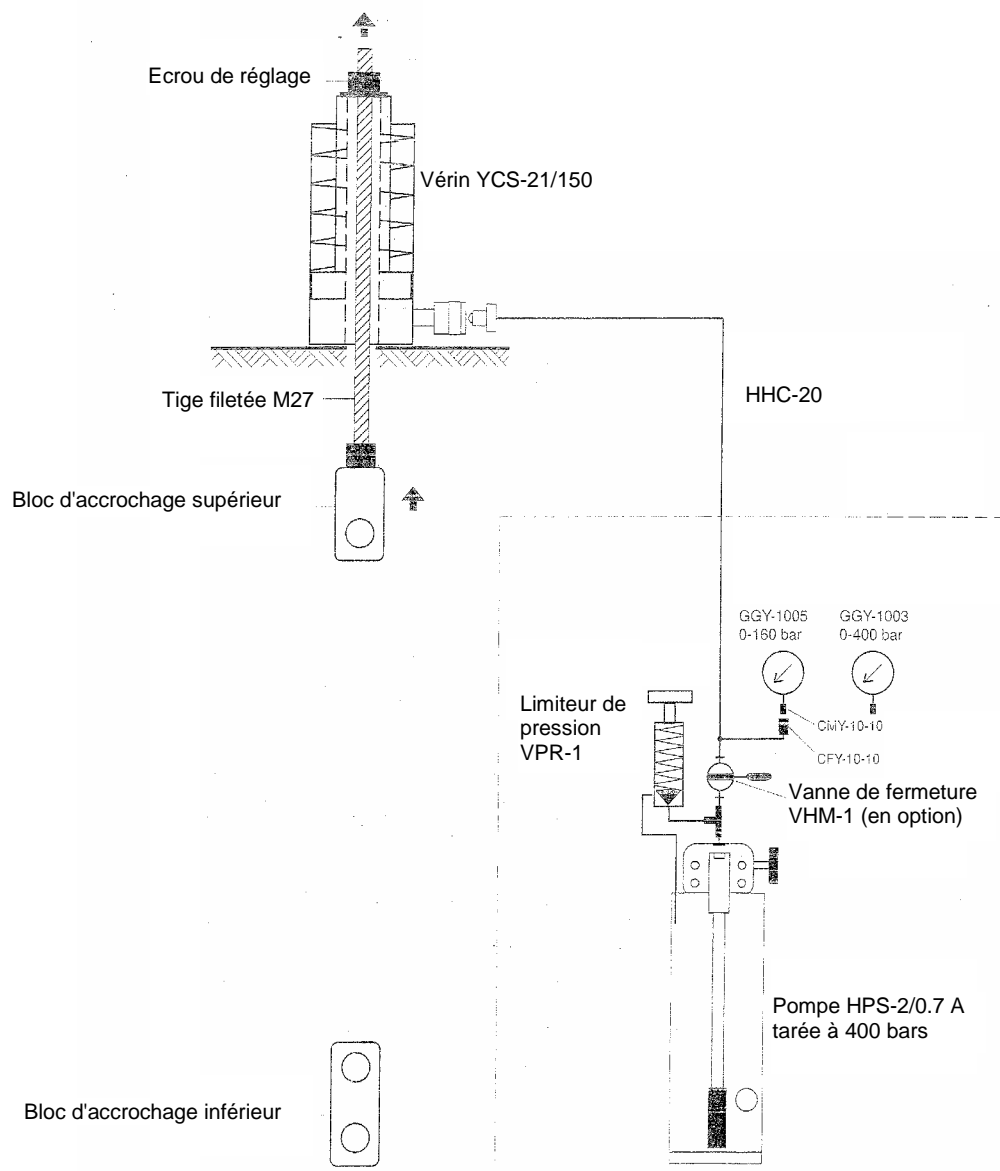 Ecrou de réglage
Vérin YCS-21/150
Tige filetée M27
HHC-20
Bloc d'accrochage supérieur
GGY-1005
0-160 bar
GGY-1003
0-400 bar
Limiteur de
pression
VPR-1
CMY-10-10
CFY-10-10
Vanne de fermeture
VHM-1 (en option)
Pompe HPS-2/0.7 A
tarée à 400 bars
Bloc d'accrochage inférieur